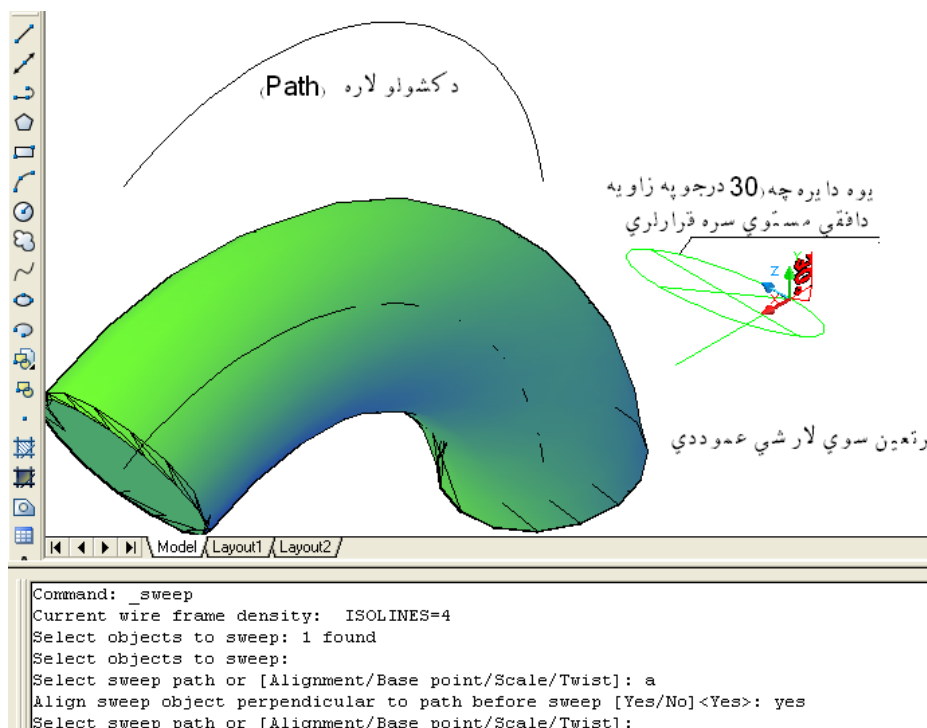 د کشولو لاره (Path)
يوه دايره چه (30 درجو په زاويه
دافقي مستوي سره قرارلري
Z
Y
X
رتعين سوي لار شي عموددي
Model Layout1 Layout2
Command: _sweep
Current wire frame density:  ISOLINES=4
Select objects to sweep: 1 found
Select objects to sweep:
Select sweep path or [Alignment/Base point/Scale/Twist]: a
Align sweep object perpendicular to path before sweep [Yes/No]<Yes>: yes
Select sweep path or [Alignment/Base point/Scale/Twist]: